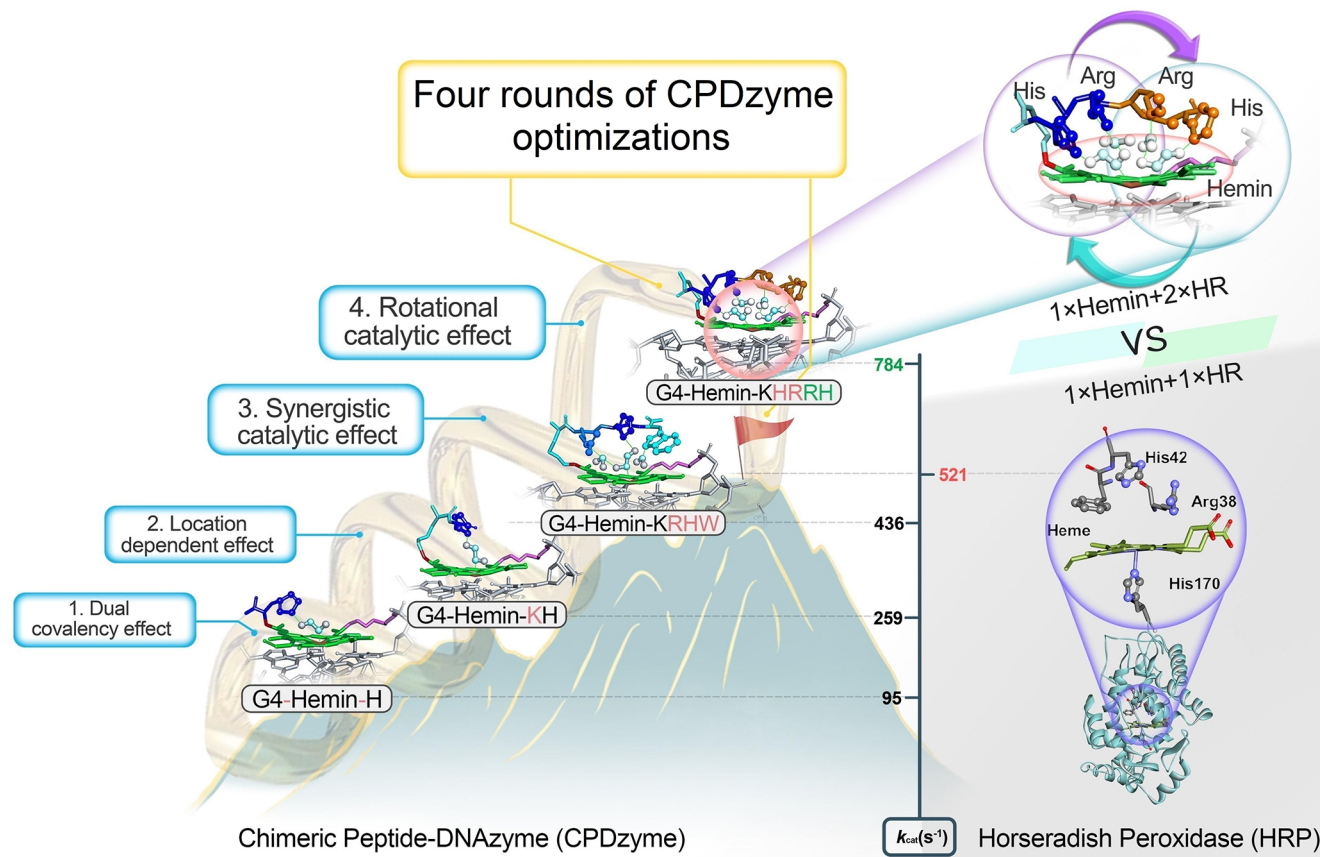 Four rounds of CPDzyme
optimizations
His
Arg
Arg
His
Hemin
1×Hemin+2×HR
VS
1×Hemin+1×HR
4. Rotational
catalytic effect
G4-Hemin-KHRRH
784
3. Synergistic
catalytic effect
521
G4-Hemin-KRHW
436
2. Location
dependent effect
G4-Hemin-KH
259
1. Dual
covalency effect
G4-Hemin-H
95
His42
Arg38
Heme
His170
Chimeric Peptide-DNAzyme (CPDzyme)
kcat(s-1)
Horseradish Peroxidase (HRP)